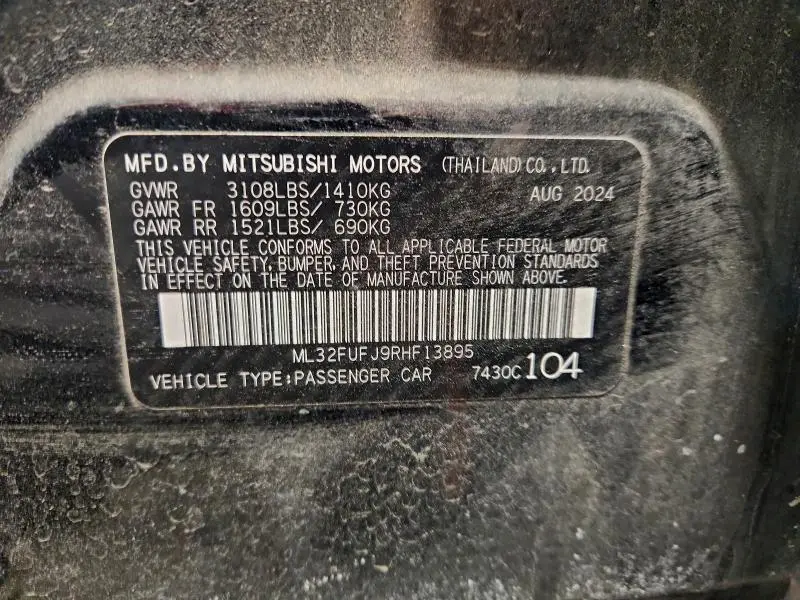 MFD.BY MITSUBISHI MOTORS (THAILAND)CO.,LTD.
GVWR 3108LBS/1410KG AUG 2024
GAWR FR 1609LBS/ 730KG
GAWR RR 1521LBS/ 690KG
THIS VEHICLE CONFORMS TO ALL APPLICABLE FEDERAL MOTOR
VEHICLE SAFETY, BUMPER, AND THEFT PREVENTION STANDARDS
IN EFFECT ON THE DATE OF MANUFACTURE SHOWN ABOVE.
ML32FUFJ9RHF13895
VEHICLE TYPE:PASSENGER CAR 7430C 104